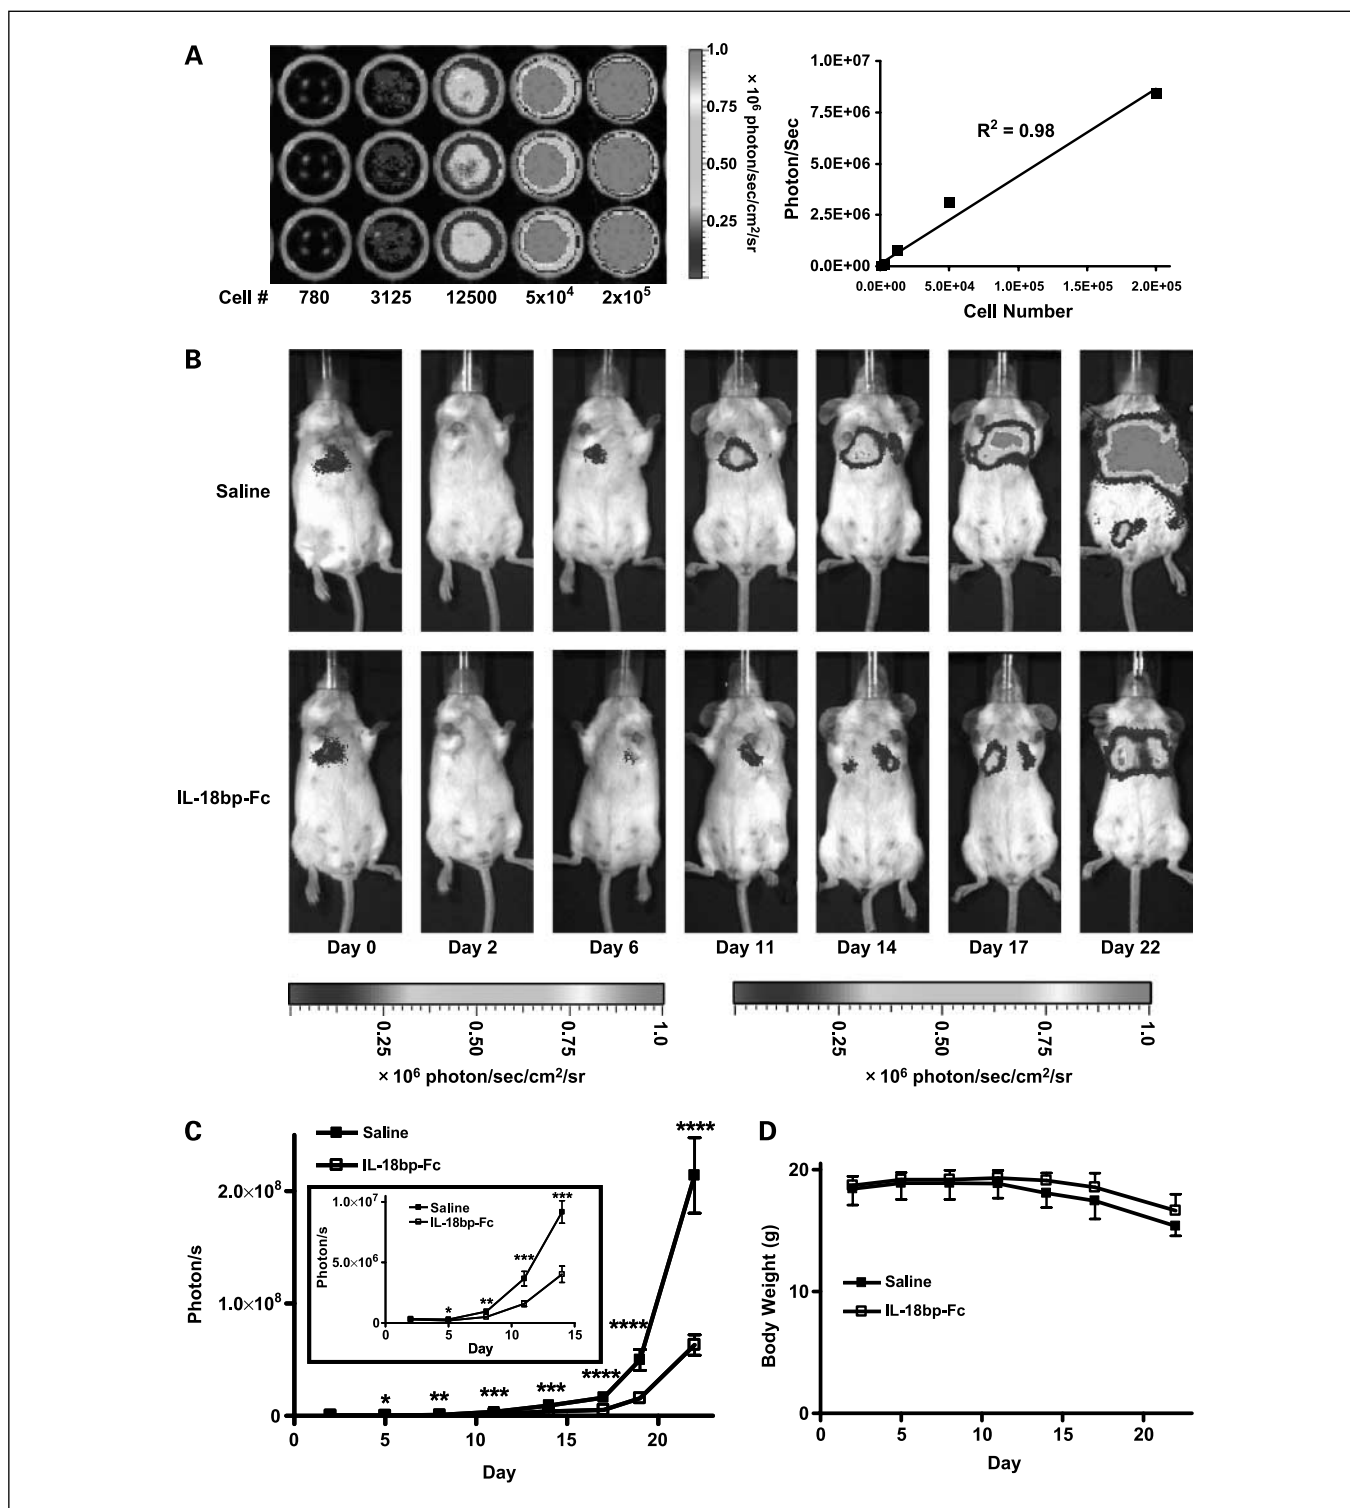 A
1.0
0.75
0.50
0.25
× 10⁶ photon/sec/cm²/sr
Cell #
780
3125
12500
5x10⁴
2x10⁵
1.0E+07
7.5E+06
5.0E+06
2.5E+06
0.0E+00
Photon/Sec
R² = 0.98
0.0E+00
5.0E+04
1.0E+05
1.5E+05
2.0E+05
Cell Number
B
Saline
IL-18bp-Fc
Day 0
Day 2
Day 6
Day 11
Day 14
Day 17
Day 22
0.25
0.50
0.75
1.0
× 10⁶ photon/sec/cm²/sr
0.25
0.50
0.75
1.0
× 10⁶ photon/sec/cm²/sr
C
Saline
IL-18bp-Fc
2.0×10⁸
1.0×10⁸
0
Photon/s
1.0×10⁷
5.0×10⁶
0
Photon/s
Saline
IL-18bp-Fc
*
**
***
***
0
5
10
15
Day
*
**
***
***
****
****
****
0
5
10
15
20
Day
D
20
10
0
Body Weight (g)
Saline
IL-18bp-Fc
0
5
10
15
20
Day